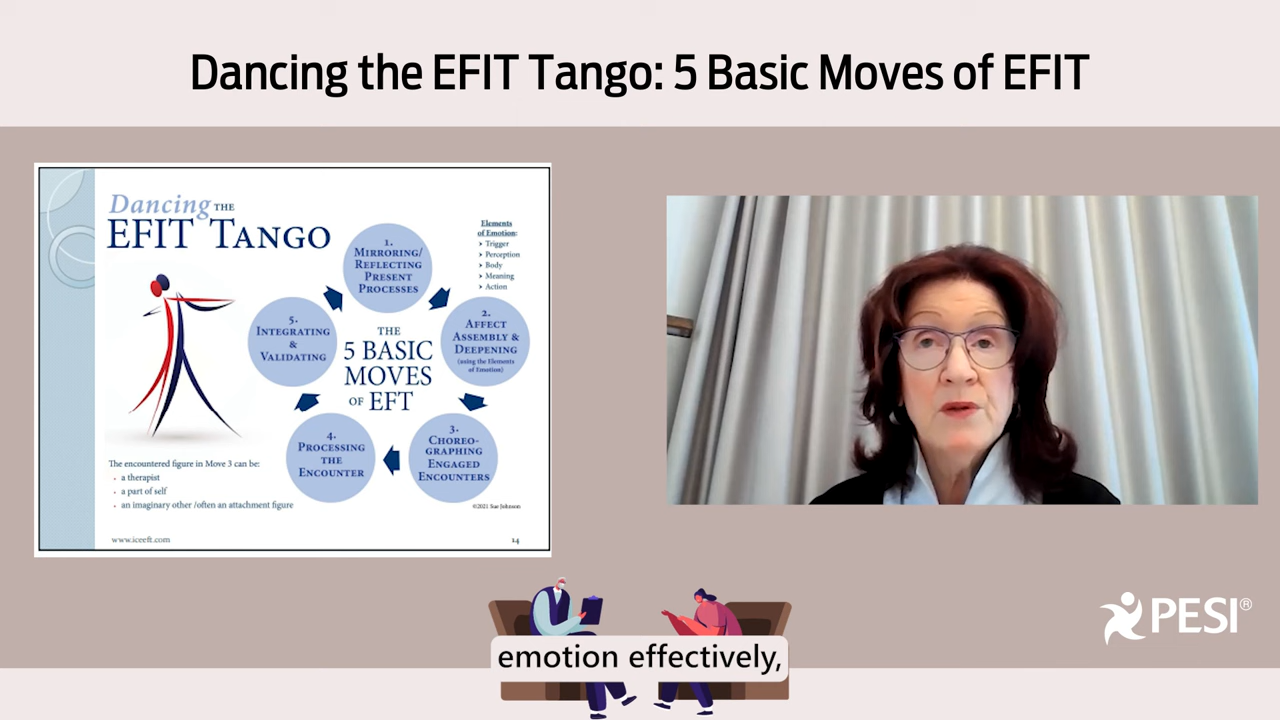 Dancing the EFIT Tango: 5 Basic Moves of EFIT
Dancing THE
EFIT TANGO
Elements
of Emotion:
Trigger
Perception
Body
Meaning
Action
1.
MIRRORING/
REFLECTING
PRESENT
PROCESSES
2.
AFFECT
ASSEMBLY &
DEEPENING
(using the Elements
of Emotion)
3.
CHOREO-
GRAPHING
ENGAGED
ENCOUNTERS
4.
PROCESSING
THE
ENCOUNTER
5.
INTEGRATING
&
VALIDATING
THE
5 BASIC
MOVES
OF EFT
The encountered figure in Move 3 can be:
• a therapist
• a part of self
• an imaginary other /often an attachment figure
©2021 Sue Johnson
www.iceeft.com
14
PESI®
emotion effectively,